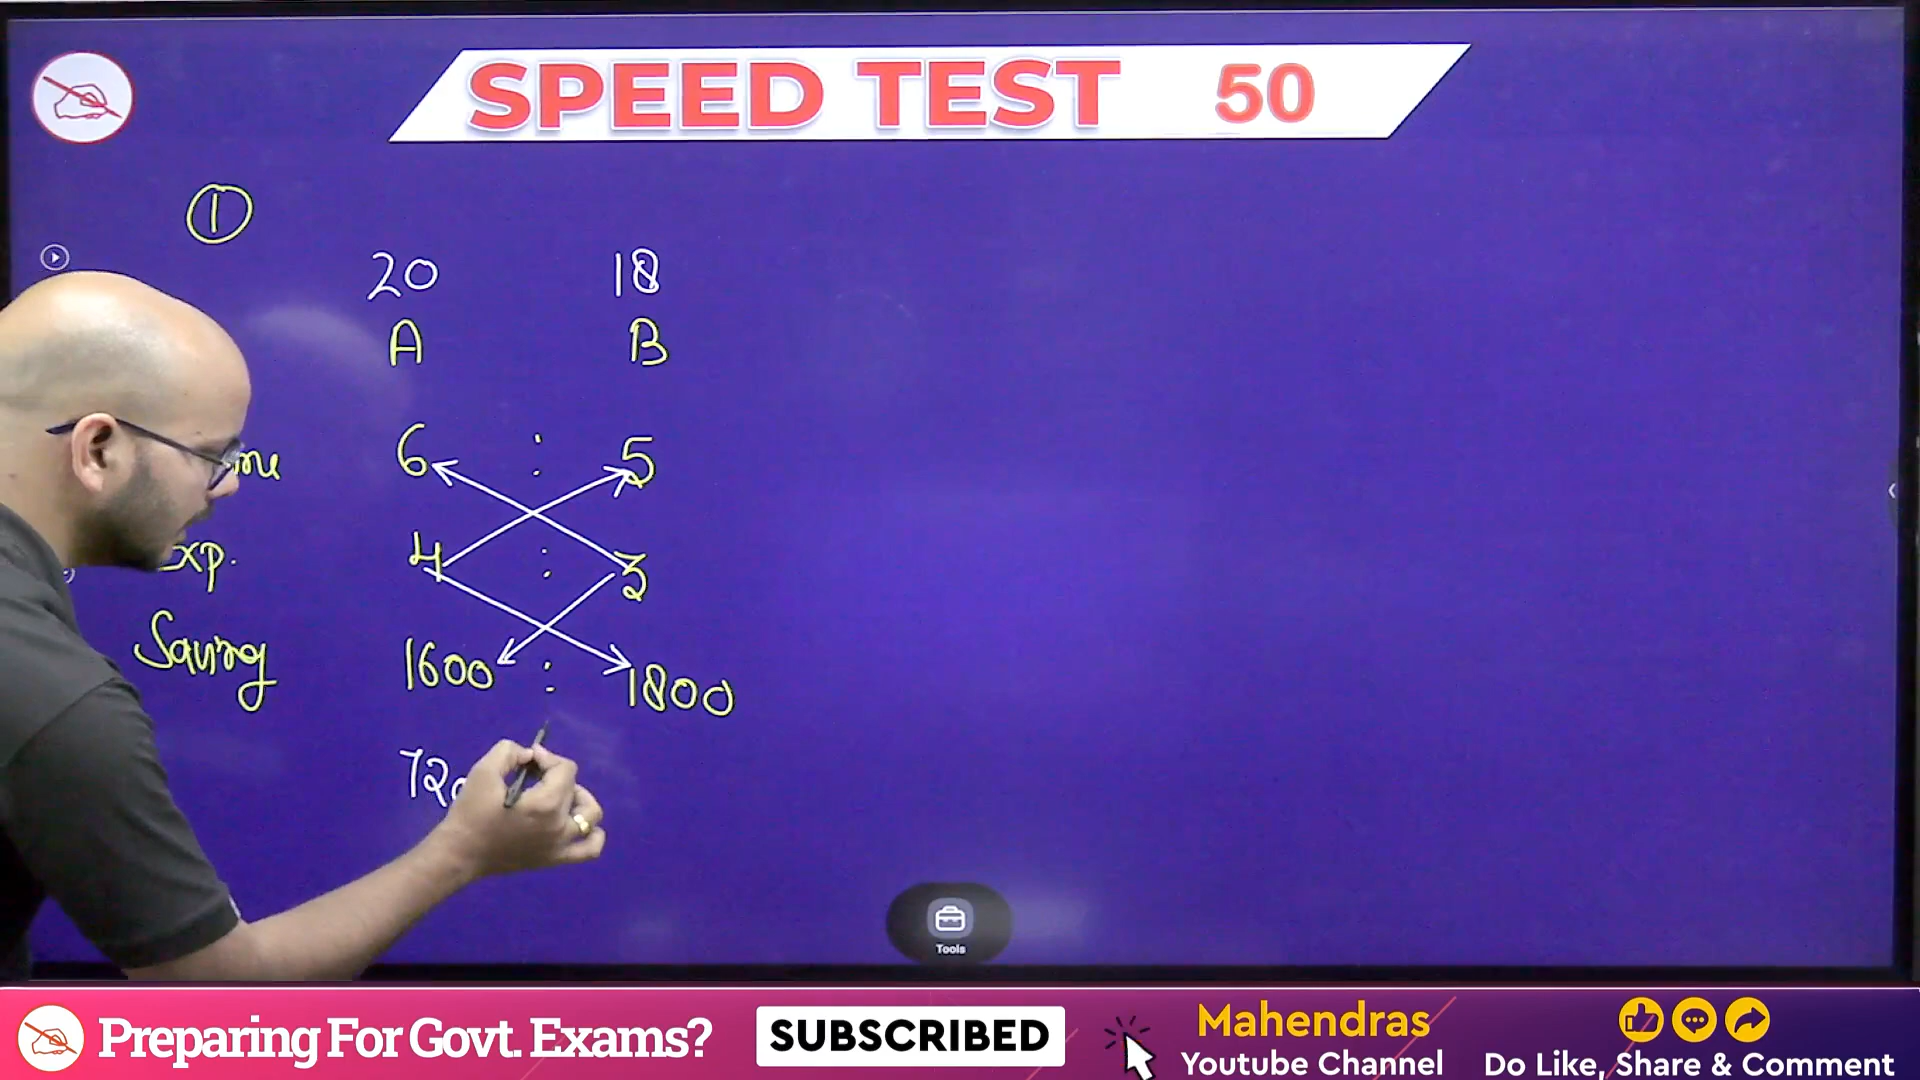 SPEED TEST 50
1
20 18
A B
6 : 5
4 : 3
Exp.
Saving 1600 : 1800
720
Tools
Preparing For Govt. Exams? SUBSCRIBED
Mahendras
Youtube Channel
Do Like, Share & Comment